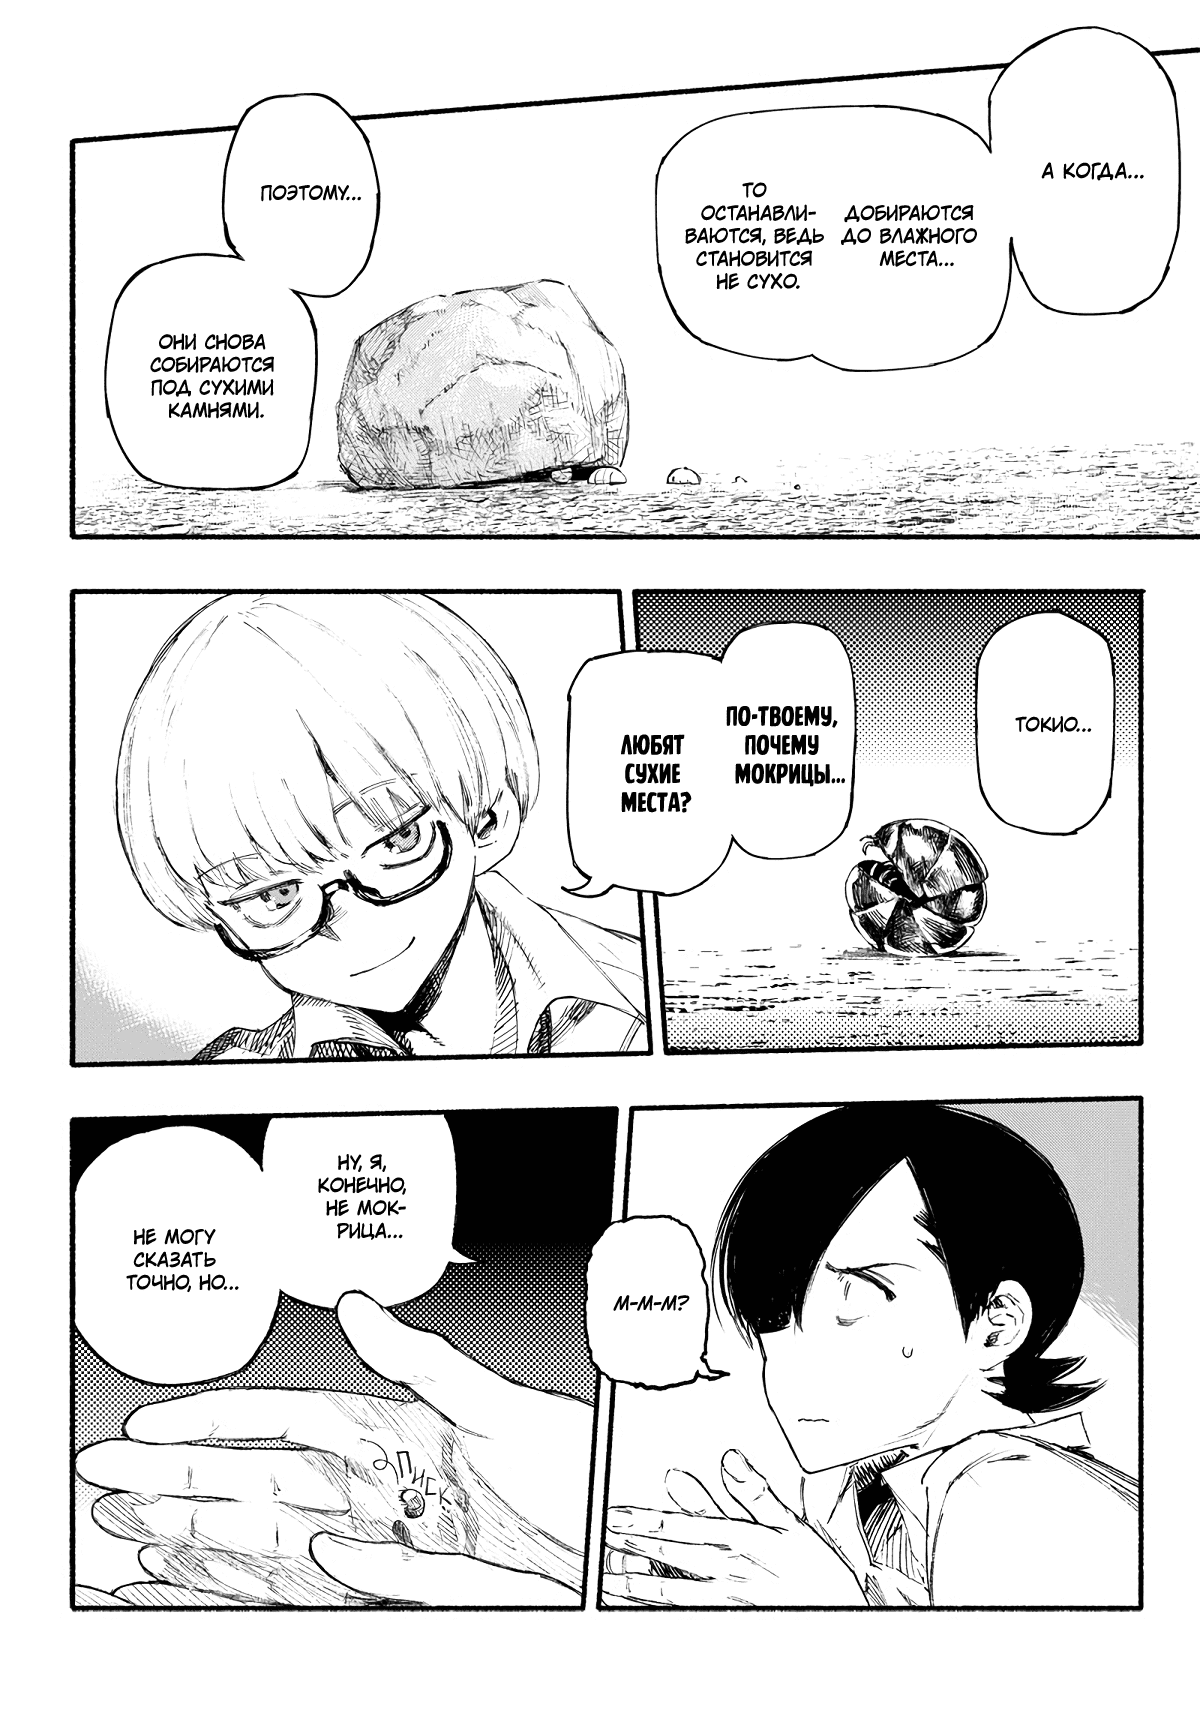 А КОГДА...
ДОБИРАЮТСЯ
ДО ВЛАЖНОГО
МЕСТА...
ТО
ОСТАНАВЛИ-
ВАЮТСЯ, ВЕДЬ
СТАНОВИТСЯ
НЕ СУХО.
ПОЭТОМУ...
ОНИ СНОВА
СОБИРАЮТСЯ
ПОД СУХИМИ
КАМНЯМИ.
ТОКИО...
ПО-ТВОЕМУ,
ПОЧЕМУ
МОКРИЦЫ...
ЛЮБЯТ
СУХИЕ
МЕСТА?
М-М-М?
НУ, Я,
КОНЕЧНО,
НЕ МОК-
РИЦА...
НЕ МОГУ
СКАЗАТЬ
ТОЧНО, НО...
ПИСК